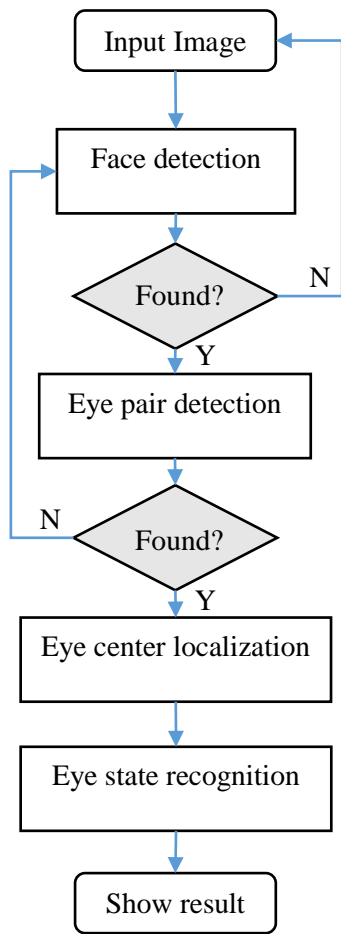 Input Image
Face detection
Found?
N
Y
Eye pair detection
N
Found?
Y
Eye center localization
Eye state recognition
Show result